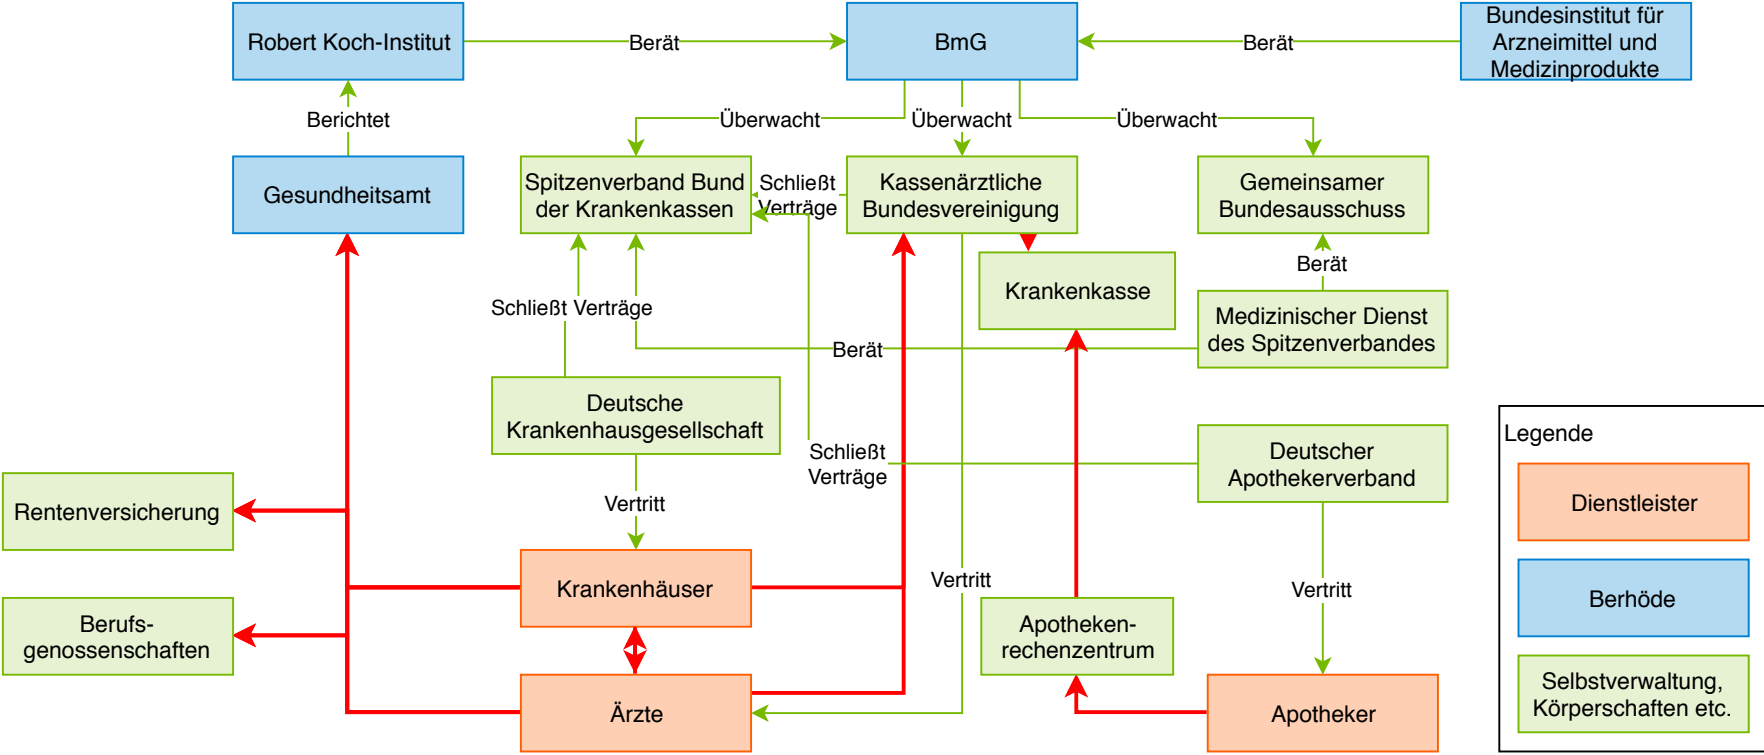 Robert Koch-Institut
Berät
BmG
Berät
Bundesinstitut für
Arzneimittel und
Medizinprodukte
Berichtet
Überwacht
Überwacht
Überwacht
Gesundheitsamt
Spitzenverband Bund
der Krankenkassen
Schließt
Verträge
Kassenärztliche
Bundesvereinigung
Gemeinsamer
Bundesausschuss
Berät
Krankenkasse
Schließt Verträge
Medizinischer Dienst
des Spitzenverbandes
Berät
Deutsche
Krankenhausgesellschaft
Schließt
Verträge
Deutscher
Apothekerverband
Legende
Rentenversicherung
Vertritt
Dienstleister
Krankenhäuser
Vertritt
Vertritt
Berhöde
Berufs-
genossenschaften
Apotheken-
rechenzentrum
Ärzte
Apotheker
Selbstverwaltung,
Körperschaften etc.